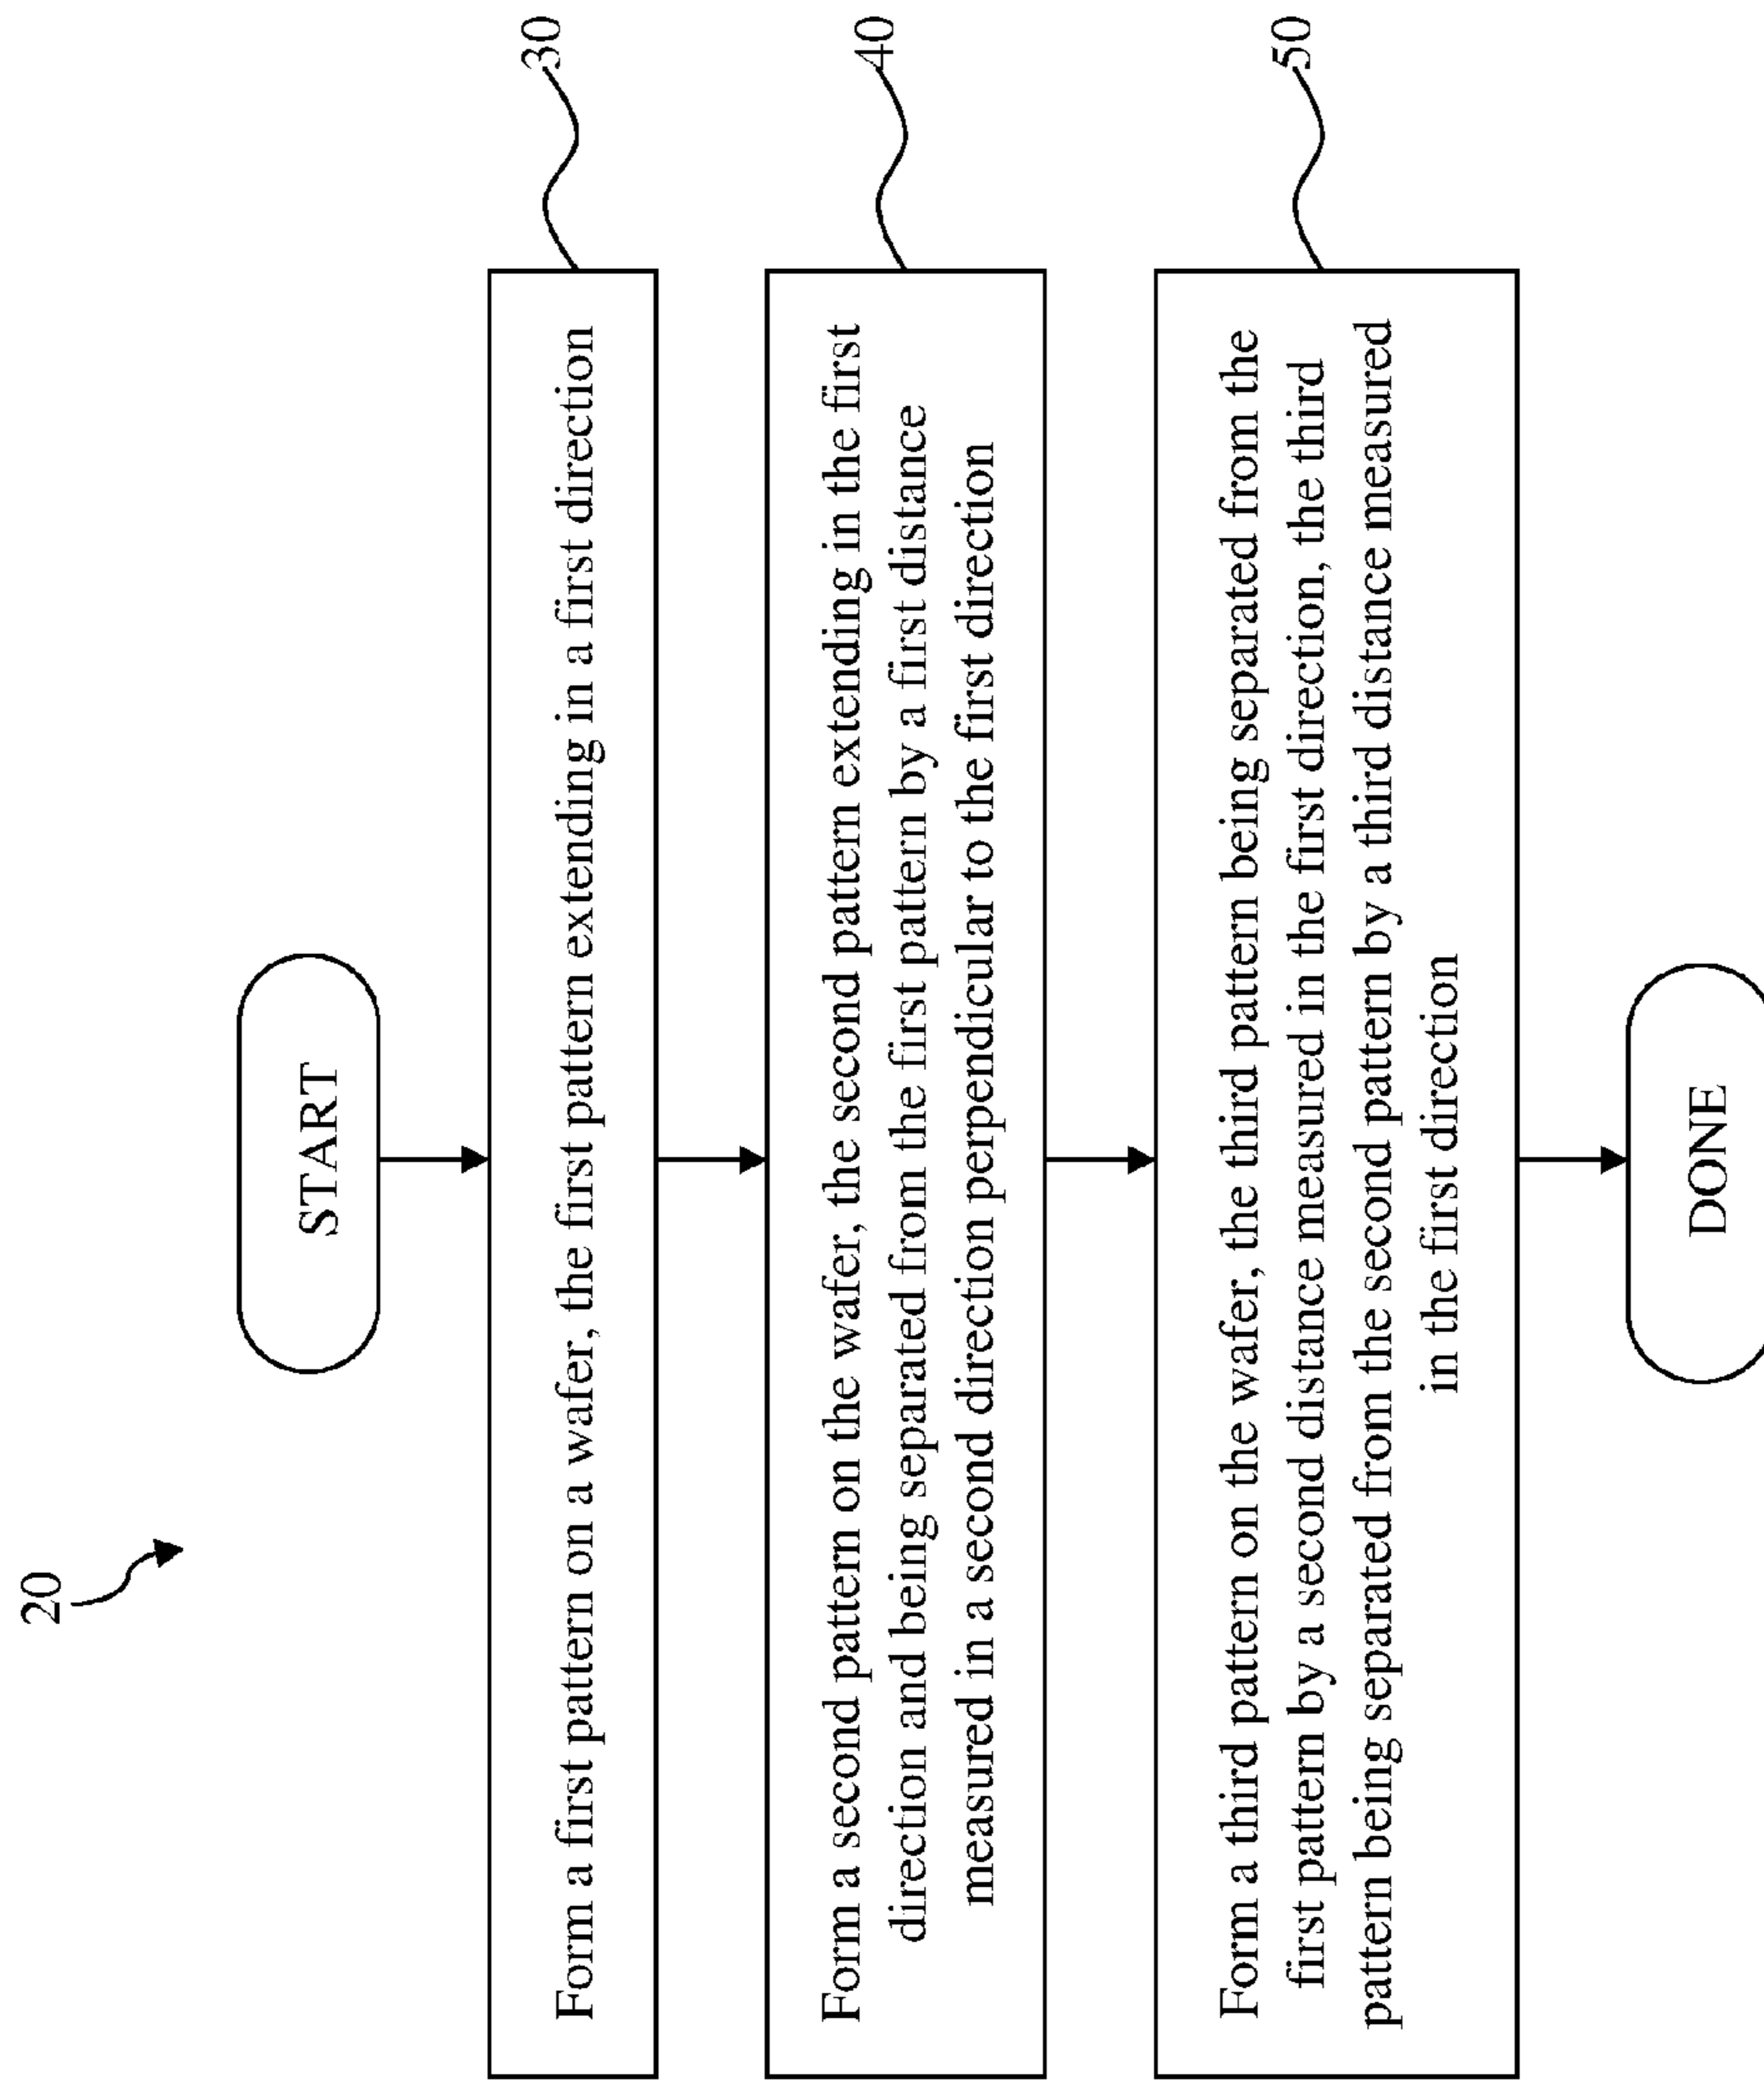 20
START
Form a first pattern on a wafer, the first pattern extending in a first direction
30
Form a second pattern on the wafer, the second pattern extending in the first
direction and being separated from the first pattern by a first distance
measured in a second direction perpendicular to the first direction
40
Form a third pattern on the wafer, the third pattern being separated from the
first pattern by a second distance measured in the first direction, the third
pattern being separated from the second pattern by a third distance measured
in the first direction
50
DONE